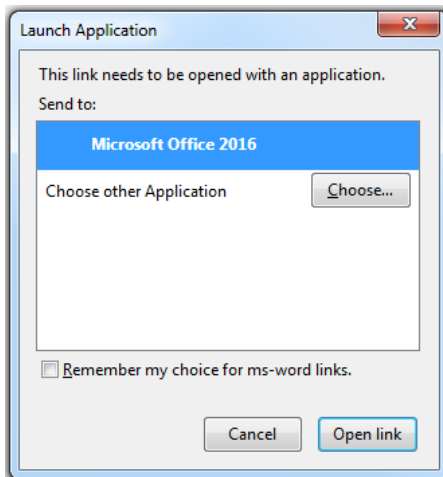 Launch Application
This link needs to be opened with an application.
Send to:
Microsoft Office 2016
Choose other Application
Choose...
Remember my choice for ms-word links.
Cancel
Open link